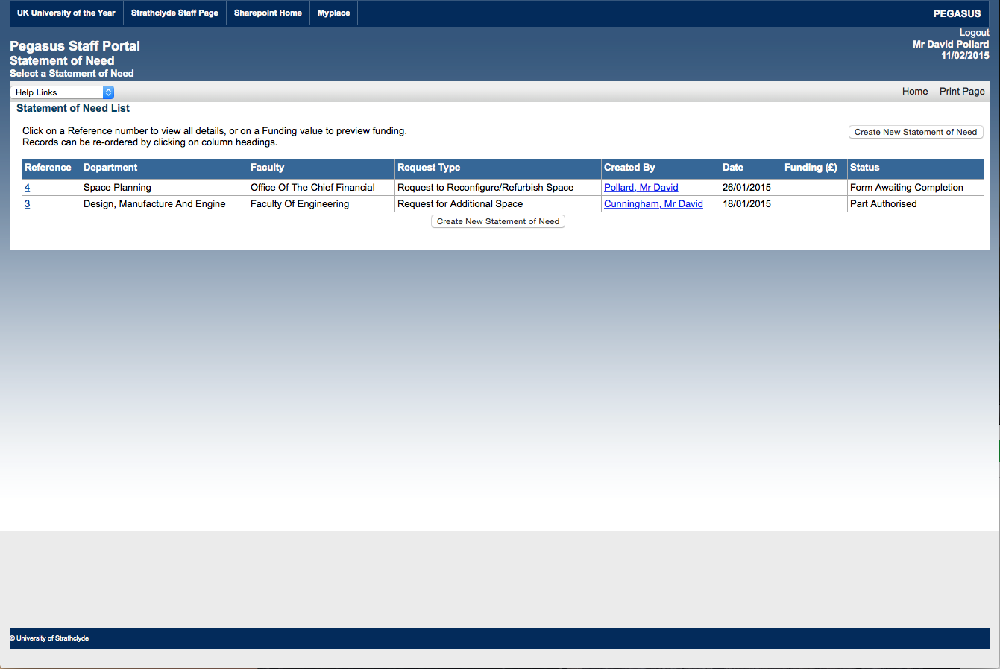 UK University of the Year Strathclyde Staff Page Sharepoint Home Myplace PEGASUS
Logout
Pegasus Staff Portal Mr David Pollard
Statement of Need 11/02/2015
Select a Statement of Need
Help Links Home Print Page
Statement of Need List
Click on a Reference number to view all details, or on a Funding value to preview funding.
Records can be re-ordered by clicking on column headings.
Create New Statement of Need
Reference Department Faculty Request Type Created By Date Funding (£) Status
4 Space Planning Office Of The Chief Financial Request to Reconfigure/Refurbish Space Pollard, Mr David 26/01/2015 Form Awaiting Completion
3 Design, Manufacture And Engine Faculty Of Engineering Request for Additional Space Cunningham, Mr David 18/01/2015 Part Authorised
Create New Statement of Need
© University of Strathclyde